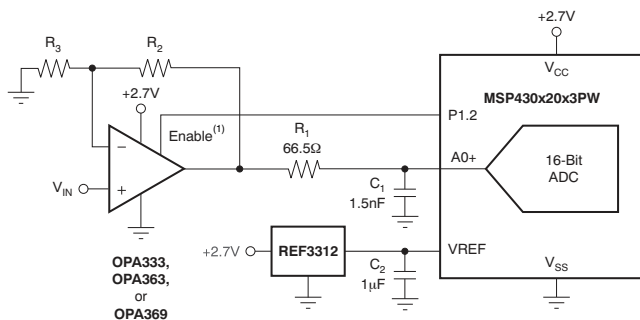 +2.7V
R3
R2
VCC
+2.7V
MSP430x20x3PW
Enable(1)
P1.2
R1
66.5Ω
−
A0+
16-Bit
ADC
VIN
+
C1
1.5nF
+2.7V
REF3312
VREF
OPA333,
OPA363,
or
OPA369
C2
1μF
VSS